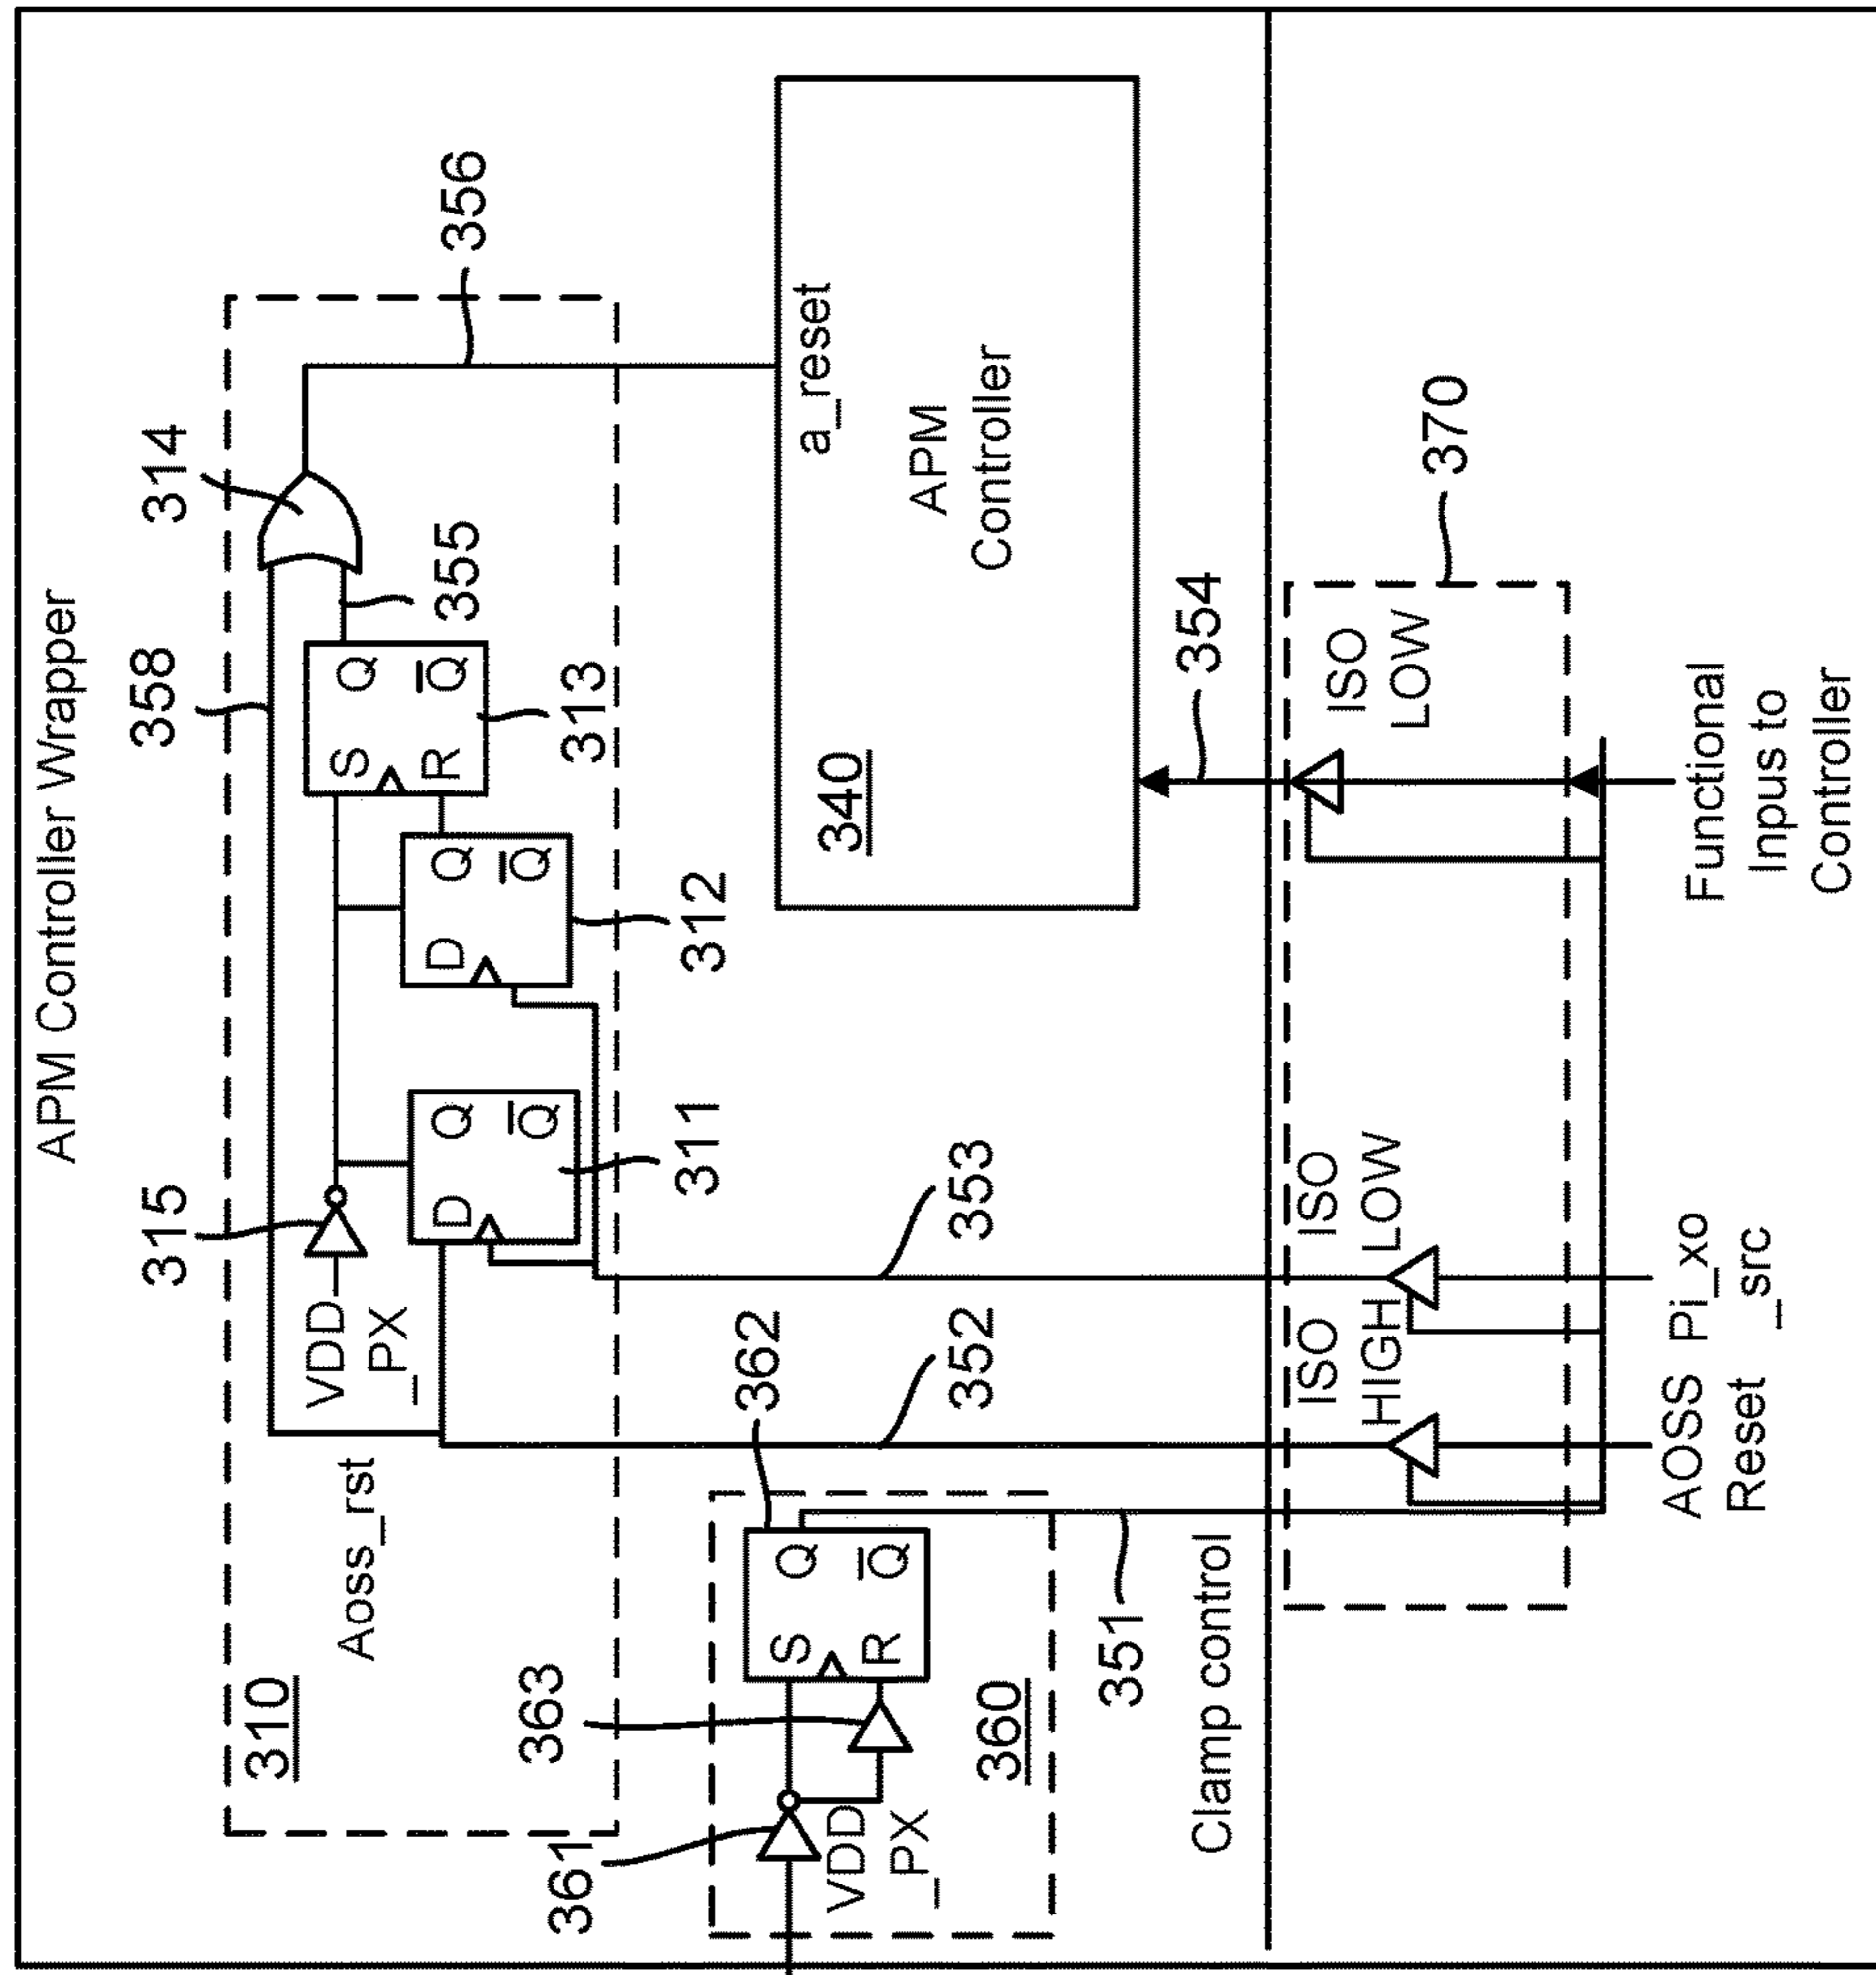 APM Controller Wrapper
310
Aoss_rst
VDD
_PX
315
358
314
D
Q
Q
311
D
Q
Q
312
S
R
Q
Q
313
355
356
a_reset
APM
Controller
340
361
VDD
_PX
363
S
R
Q
Q
362
360
351
Clamp control
352
353
354
ISO
HIGH
ISO
LOW
ISO
LOW
370
AOSS
Reset
Pi_xo
_src
Functional
Inpus to
Controller